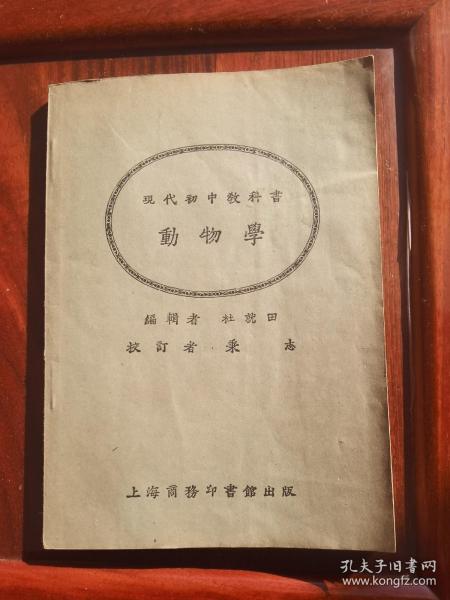 現代初中教科書
動物學
編輯者 杜就田
校訂者 秉志
上海商務印書館出版
孔夫子旧书网
www.kongfz.com